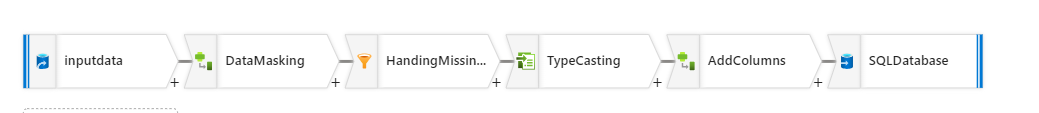 inputdata
DataMasking
HandingMissin...
TypeCasting
AddColumns
SQLDatabase
+
+
+
+
+